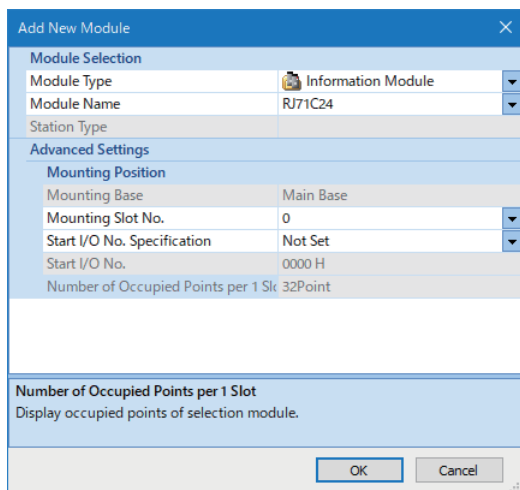 Add New Module
Module Selection
Module Type Information Module
Module Name RJ71C24
Station Type
Advanced Settings
Mounting Position
Mounting Base Main Base
Mounting Slot No. 0
Start I/O No. Specification Not Set
Start I/O No. 0000 H
Number of Occupied Points per 1 Slc 32Point
Number of Occupied Points per 1 Slot
Display occupied points of selection module.
OK Cancel